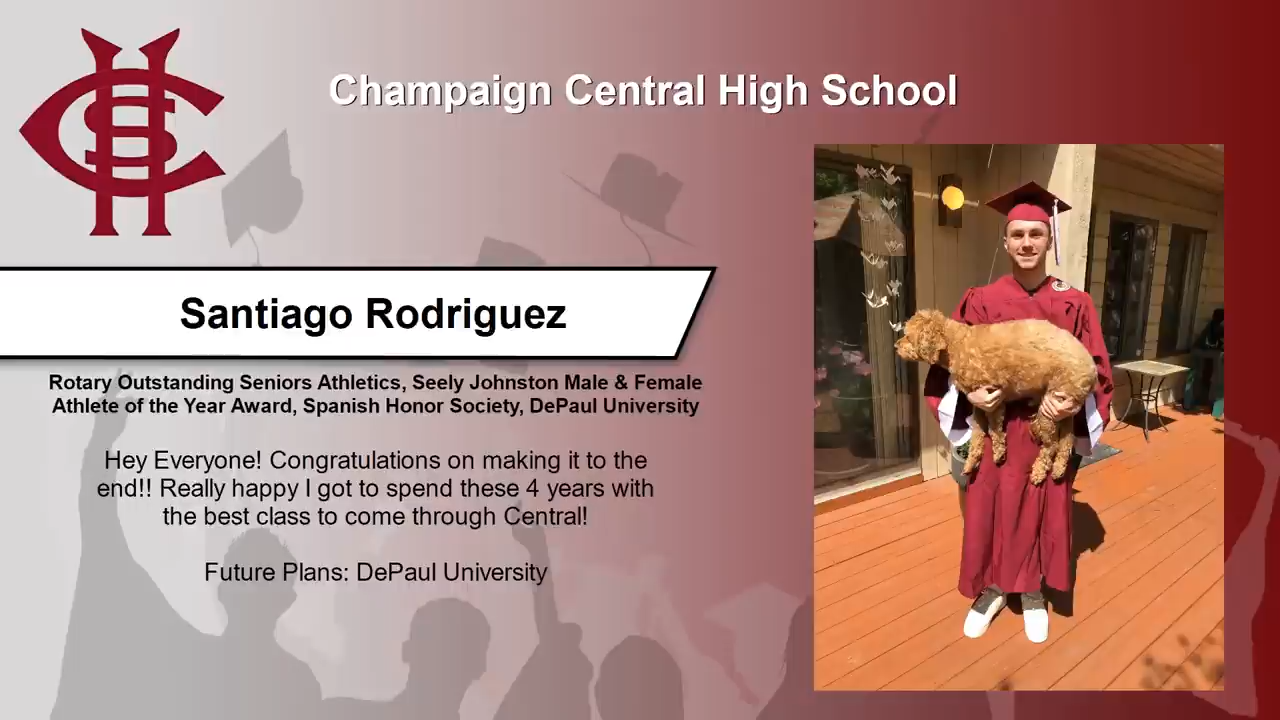 Champaign Central High School
Santiago Rodriguez
Rotary Outstanding Seniors Athletics, Seely Johnston Male & Female
Athlete of the Year Award, Spanish Honor Society, DePaul University
Hey Everyone! Congratulations on making it to the
end!! Really happy I got to spend these 4 years with
the best class to come through Central!
Future Plans: DePaul University